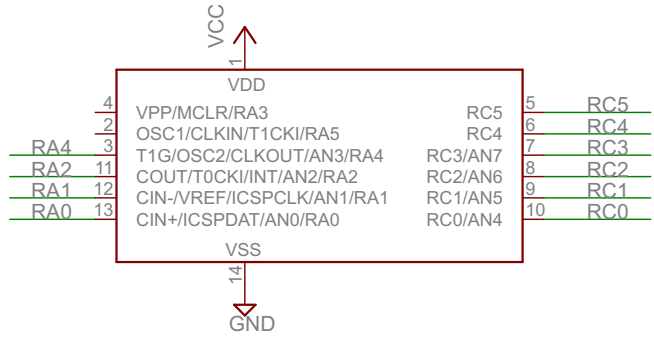 VCC
1
VDD
4 VPP/MCLR/RA3 RC5 5 RC5
2 OSC1/CLKIN/T1CKI/RA5 RC4 6 RC4
RA4 3 T1G/OSC2/CLKOUT/AN3/RA4 RC3/AN7 7 RC3
RA2 11 COUT/T0CKI/INT/AN2/RA2 RC2/AN6 8 RC2
RA1 12 CIN-/VREF/ICSPCLK/AN1/RA1 RC1/AN5 9 RC1
RA0 13 CIN+/ICSPDAT/AN0/RA0 RC0/AN4 10 RC0
VSS
14
GND